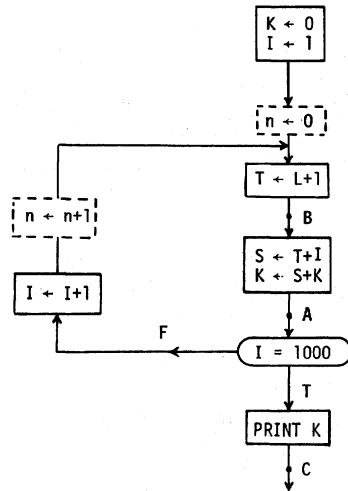 K ← 0
I ← 1
n ← 0
T ← L+1
B
n ← n+1
S ← T+I
K ← S+K
I ← I+1
A
F
I = 1000
T
PRINT K
C